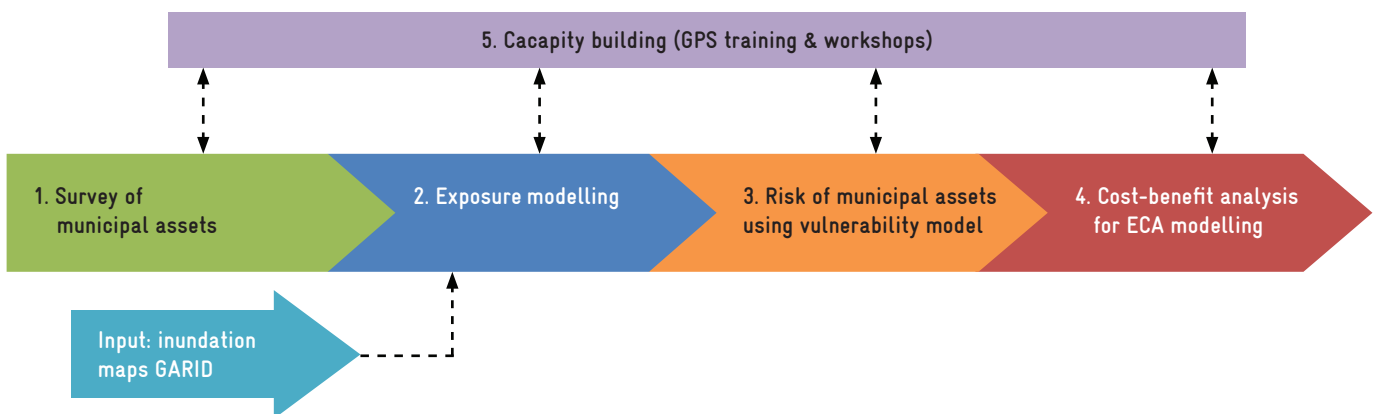 5. Cacapity building (GPS training & workshops)
1. Survey of
municipal assets
2. Exposure modelling
3. Risk of municipal assets
using vulnerability model
4. Cost-benefit analysis
for ECA modelling
Input: inundation
maps GARID